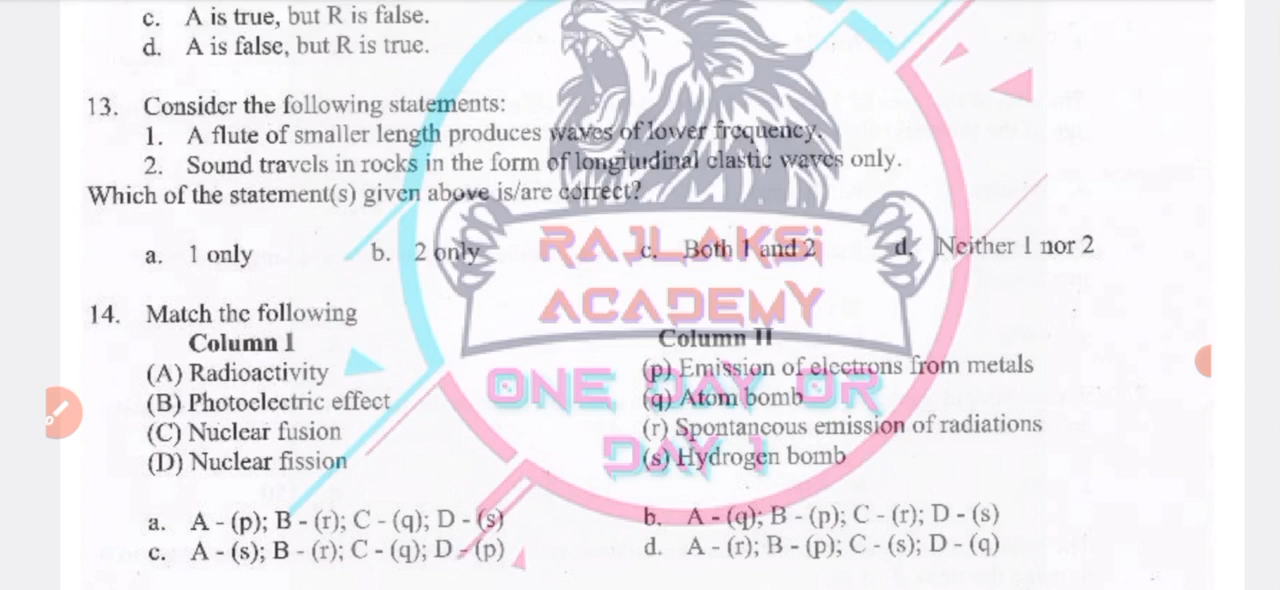 c. A is true, but R is false.
d. A is false, but R is true.
13. Consider the following statements:
1. A flute of smaller length produces waves of lower frequency.
2. Sound travels in rocks in the form of longitudinal elastic waves only.
Which of the statement(s) given above is/are correct?
a. 1 only b. 2 only c. Both 1 and 2 d. Neither 1 nor 2
RAJLAKSi
ACADEMY
ONE DAY OR
DAY 1
14. Match the following
Column I Column II
(A) Radioactivity (p) Emission of electrons from metals
(B) Photoelectric effect (q) Atom bomb
(C) Nuclear fusion (r) Spontaneous emission of radiations
(D) Nuclear fission (s) Hydrogen bomb
a. A - (p); B - (r); C - (q); D - (s) b. A - (q); B - (p); C - (r); D - (s)
c. A - (s); B - (r); C - (q); D - (p) d. A - (r); B - (p); C - (s); D - (q)